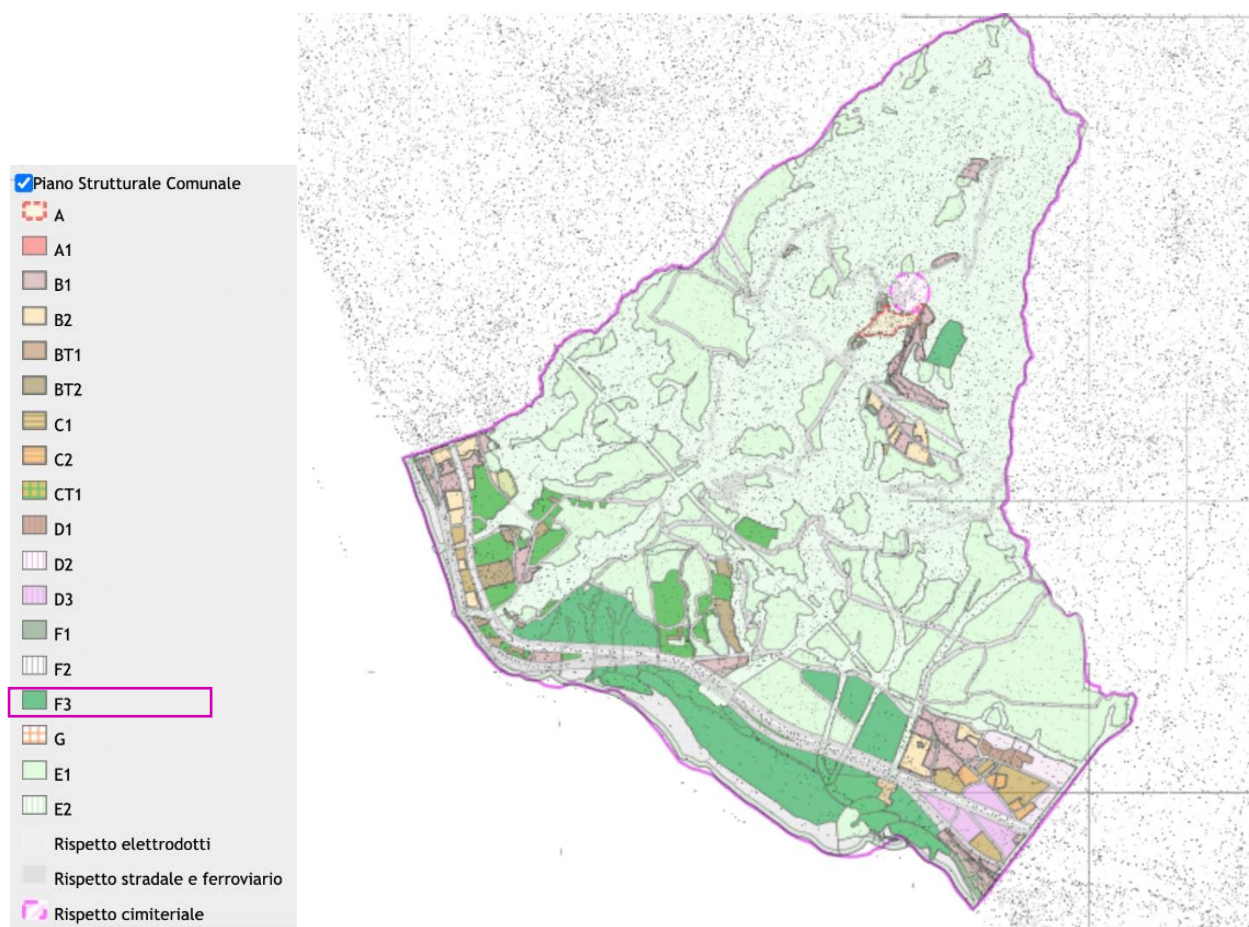 Piano Strutturale Comunale
A
A1
B1
B2
BT1
BT2
C1
C2
CT1
D1
D2
D3
F1
F2
F3
G
E1
E2
Rispetto elettrodotti
Rispetto stradale e ferroviario
Rispetto cimiteriale